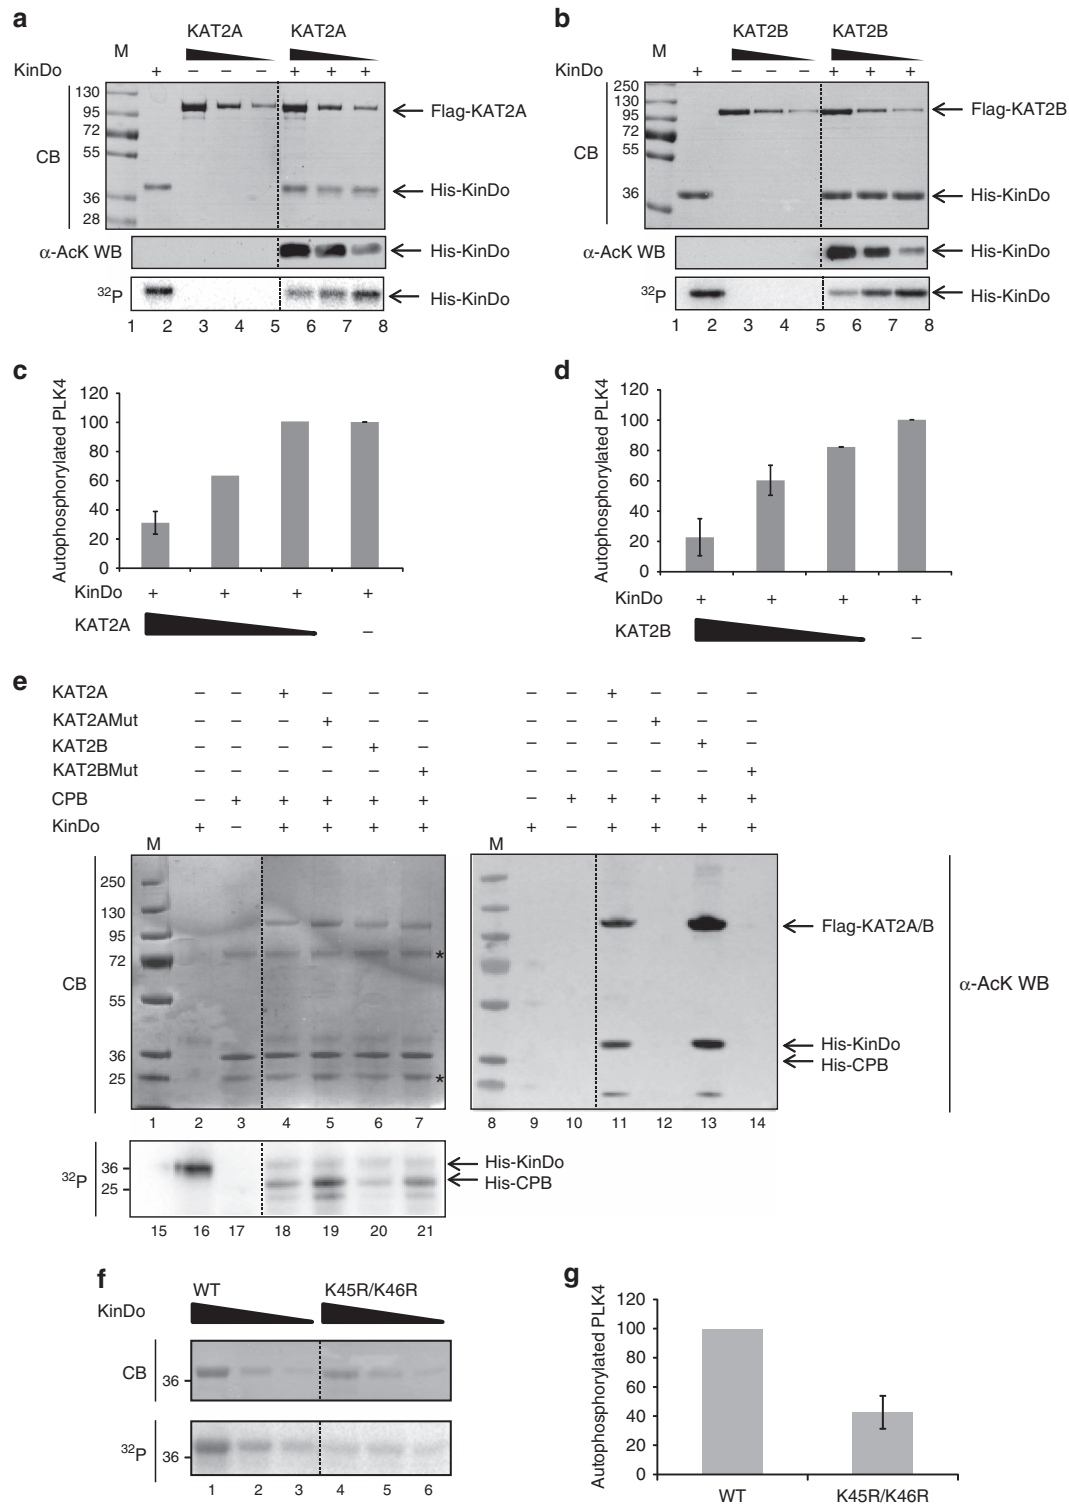 a
KAT2A KAT2A
M
KinDo + – – – + + +
130
95
72
55
36
28
CB
Flag-KAT2A
His-KinDo
α-AcK WB
His-KinDo
32P
His-KinDo
1 2 3 4 5 6 7 8
b
KAT2B KAT2B
M
KinDo + – – – + + +
250
130
95
72
55
36
CB
Flag-KAT2B
His-KinDo
α-AcK WB
His-KinDo
32P
His-KinDo
1 2 3 4 5 6 7 8
c
Autophosphorylated PLK4
120
100
80
60
40
20
0
KinDo + + + +
KAT2A –
d
Autophosphorylated PLK4
120
100
80
60
40
20
0
KinDo + + + +
KAT2B –
e
KAT2A – – + – – – – – + – – –
KAT2AMut – – – + – – – – – + – –
KAT2B – – – – + – – – – – + –
KAT2BMut – – – – – + – – – – – +
CPB – + + + + + – + + + + +
KinDo + – + + + + + – + + + +
M M
250
130
95
72
55
36
25
CB
*
*
Flag-KAT2A/B
His-KinDo
His-CPB
α-AcK WB
1 2 3 4 5 6 7 8 9 10 11 12 13 14
32P
36
25
His-KinDo
His-CPB
15 16 17 18 19 20 21
f
WT K45R/K46R
KinDo
CB
36
32P
36
1 2 3 4 5 6
g
Autophosphorylated PLK4
120
100
80
60
40
20
0
WT K45R/K46R